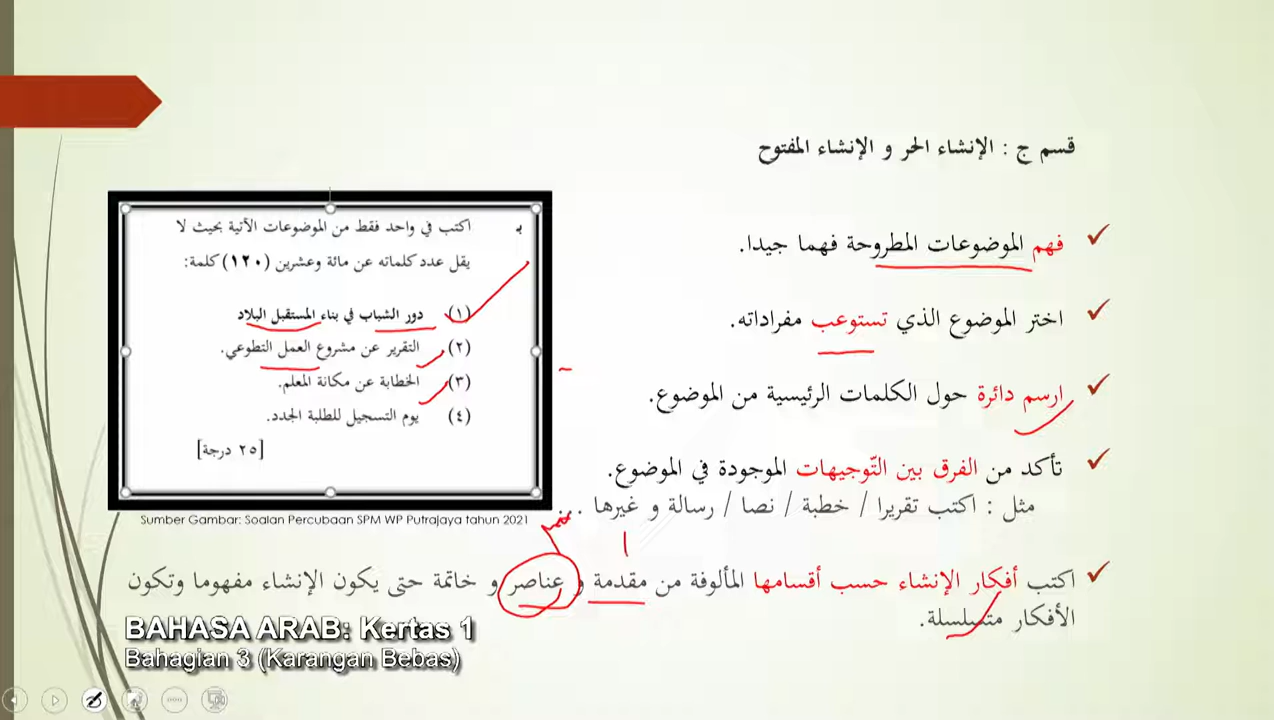 قسم ج : الإنشاء الحر و الإنشاء المفتوح
فهم الموضوعات المطروحة فهما جيدا.
اختر الموضوع الذي تستوعب مفرداته.
ارسم دائرة حول الكلمات الرئيسية من الموضوع.
تأكد من الفرق بين التّوجيهات الموجودة في الموضوع.
مثل : اكتب تقريرا / خطبة / نصا / رسالة و غيرها ...
اكتب أفكار الإنشاء حسب أقسامها المألوفة من مقدمة و عناصر و خاتمة حتى يكون الإنشاء مفهوما وتكون
الأفكار متسلسلة.
اكتب في واحد فقط من الموضوعات الآتية بحيث لا
يقل عدد كلماته عن مائة وعشرين (١٢٠) كلمة:
(١) دور الشباب في بناء المستقبل البلاد
(٢) التقرير عن مشروع العمل التطوعي.
(٣) الخطابة عن مكانة المعلم.
(٤) يوم التسجيل للطلبة الجدد.
[٢٥ درجة]
Sumber Gambar: Soalan Percubaan SPM WP Putrajaya tahun 2021
BAHASA ARAB: Kertas 1
Bahagian 3 (Karangan Bebas)